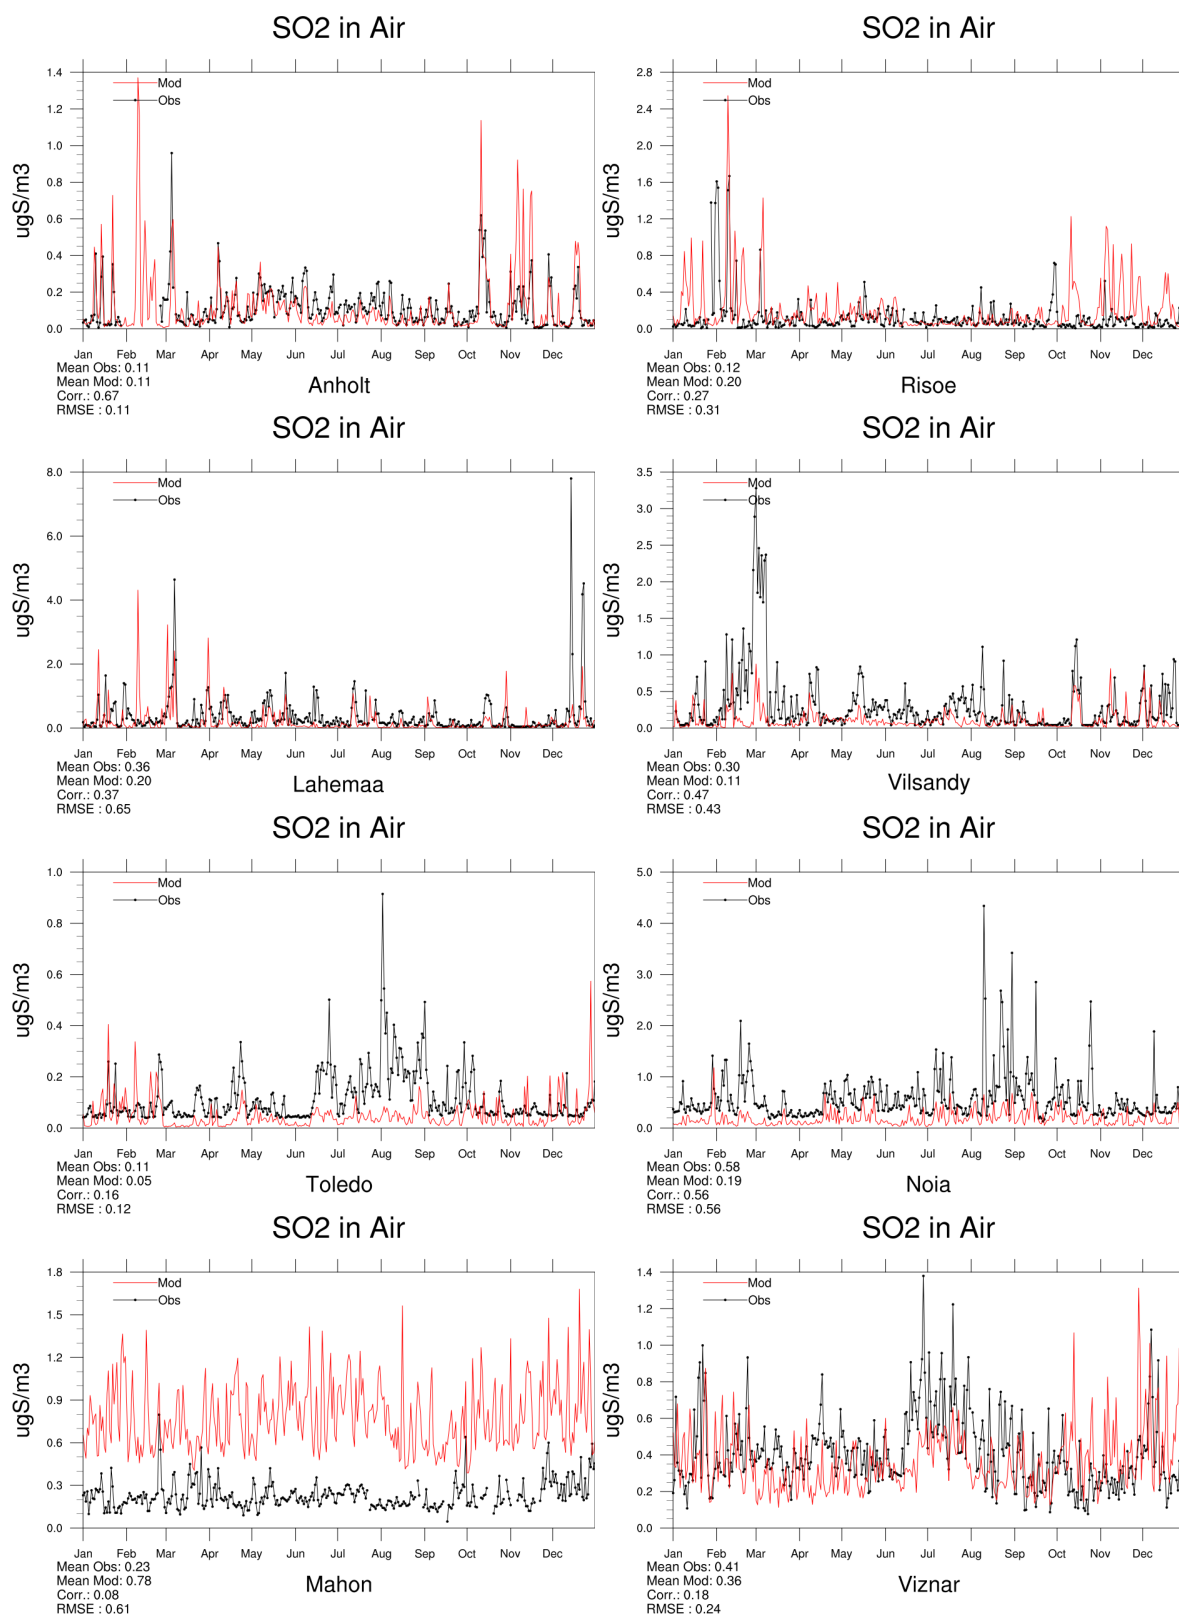 SO2 in Air
ugS/m3
1.4
1.2
1.0
0.8
0.6
0.4
0.2
0.0
Mod
Obs
Jan Feb Mar Apr May Jun Jul Aug Sep Oct Nov Dec
Mean Obs: 0.11
Mean Mod: 0.11
Corr.: 0.67
RMSE : 0.11
Anholt
SO2 in Air
ugS/m3
2.8
2.4
2.0
1.6
1.2
0.8
0.4
0.0
Mod
Obs
Jan Feb Mar Apr May Jun Jul Aug Sep Oct Nov Dec
Mean Obs: 0.12
Mean Mod: 0.20
Corr.: 0.27
RMSE : 0.31
Risoe
SO2 in Air
ugS/m3
8.0
6.0
4.0
2.0
0.0
Mod
Obs
Jan Feb Mar Apr May Jun Jul Aug Sep Oct Nov Dec
Mean Obs: 0.36
Mean Mod: 0.20
Corr.: 0.37
RMSE : 0.65
Lahemaa
SO2 in Air
ugS/m3
3.5
3.0
2.5
2.0
1.5
1.0
0.5
0.0
Mod
Obs
Jan Feb Mar Apr May Jun Jul Aug Sep Oct Nov Dec
Mean Obs: 0.30
Mean Mod: 0.11
Corr.: 0.47
RMSE : 0.43
Vilsandy
SO2 in Air
ugS/m3
1.0
0.8
0.6
0.4
0.2
0.0
Mod
Obs
Jan Feb Mar Apr May Jun Jul Aug Sep Oct Nov Dec
Mean Obs: 0.11
Mean Mod: 0.05
Corr.: 0.16
RMSE : 0.12
Toledo
SO2 in Air
ugS/m3
5.0
4.0
3.0
2.0
1.0
0.0
Mod
Obs
Jan Feb Mar Apr May Jun Jul Aug Sep Oct Nov Dec
Mean Obs: 0.58
Mean Mod: 0.19
Corr.: 0.56
RMSE : 0.56
Noia
SO2 in Air
ugS/m3
1.8
1.5
1.2
0.9
0.6
0.3
0.0
Mod
Obs
Jan Feb Mar Apr May Jun Jul Aug Sep Oct Nov Dec
Mean Obs: 0.23
Mean Mod: 0.78
Corr.: 0.08
RMSE : 0.61
Mahon
SO2 in Air
ugS/m3
1.4
1.2
1.0
0.8
0.6
0.4
0.2
0.0
Mod
Obs
Jan Feb Mar Apr May Jun Jul Aug Sep Oct Nov Dec
Mean Obs: 0.41
Mean Mod: 0.36
Corr.: 0.18
RMSE : 0.24
Viznar